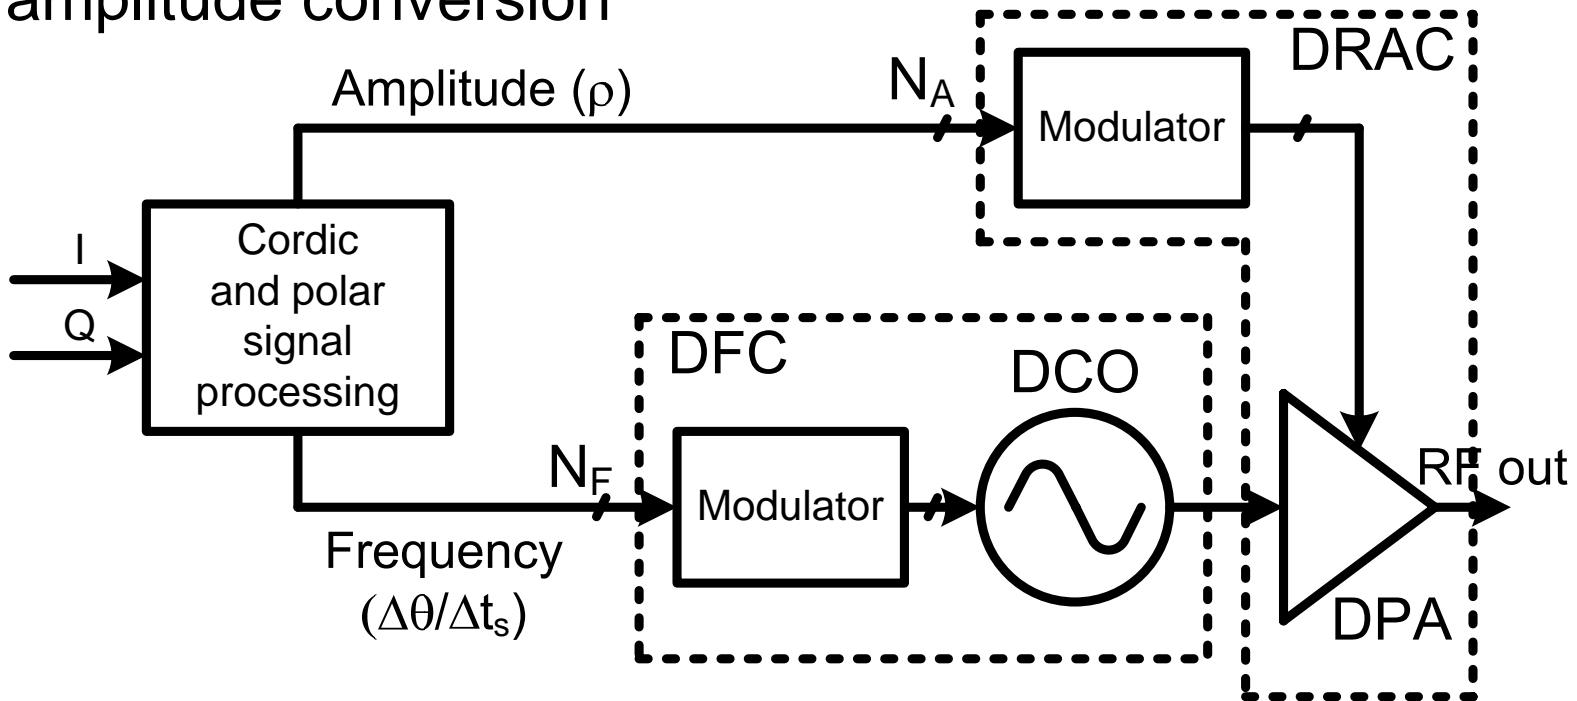 amplitude conversion
DRAC
Amplitude (ρ)
N_A
Modulator
I
Q
Cordic
and polar
signal
processing
DFC
DCO
N_F
Modulator
RF out
Frequency
(Δθ/Δt_s)
DPA